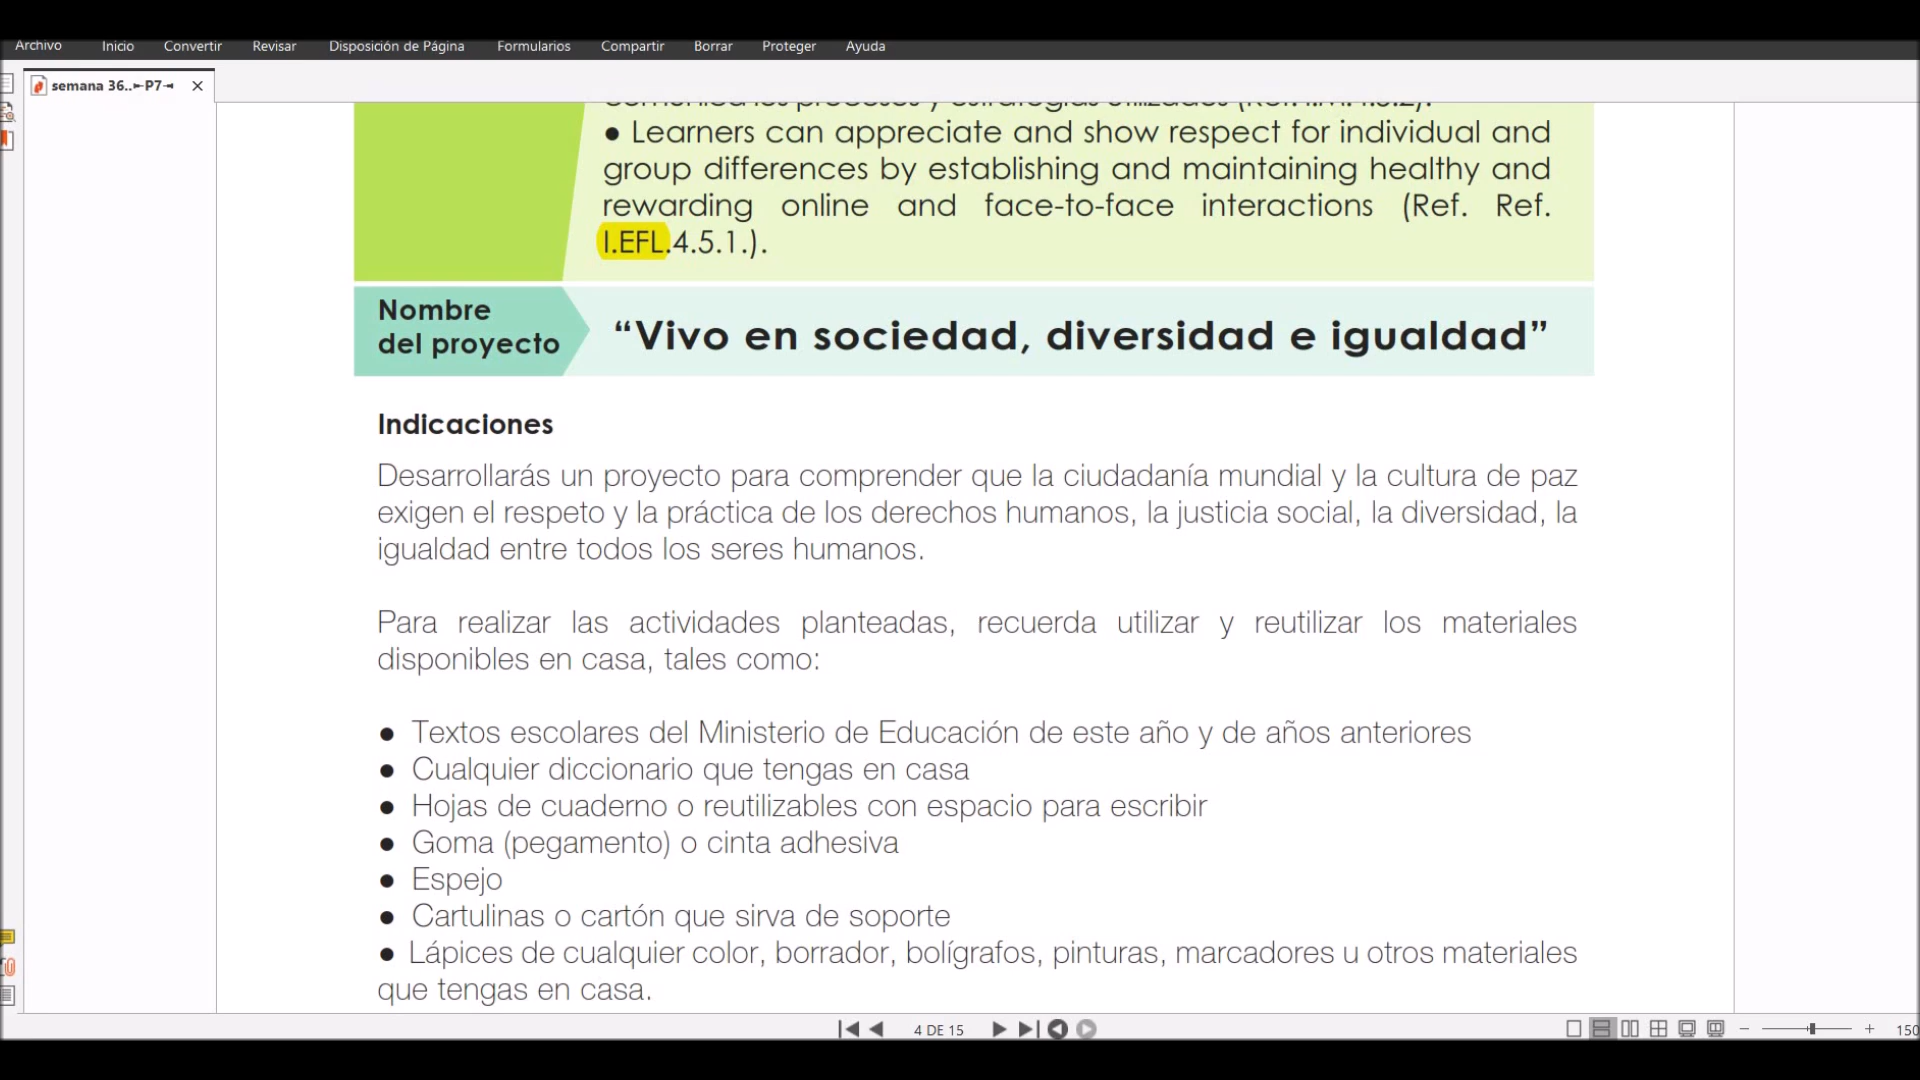 Archivo Inicio Convertir Revisar Disposición de Página Formularios Compartir Borrar Proteger Ayuda
semana 36..►P7◄
● Learners can appreciate and show respect for individual and
group differences by establishing and maintaining healthy and
rewarding online and face-to-face interactions (Ref. Ref.
I.EFL.4.5.1.).
Nombre
del proyecto
“Vivo en sociedad, diversidad e igualdad”
Indicaciones
Desarrollarás un proyecto para comprender que la ciudadanía mundial y la cultura de paz
exigen el respeto y la práctica de los derechos humanos, la justicia social, la diversidad, la
igualdad entre todos los seres humanos.
Para realizar las actividades planteadas, recuerda utilizar y reutilizar los materiales
disponibles en casa, tales como:
● Textos escolares del Ministerio de Educación de este año y de años anteriores
● Cualquier diccionario que tengas en casa
● Hojas de cuaderno o reutilizables con espacio para escribir
● Goma (pegamento) o cinta adhesiva
● Espejo
● Cartulinas o cartón que sirva de soporte
● Lápices de cualquier color, borrador, bolígrafos, pinturas, marcadores u otros materiales
que tengas en casa.
4 DE 15
150